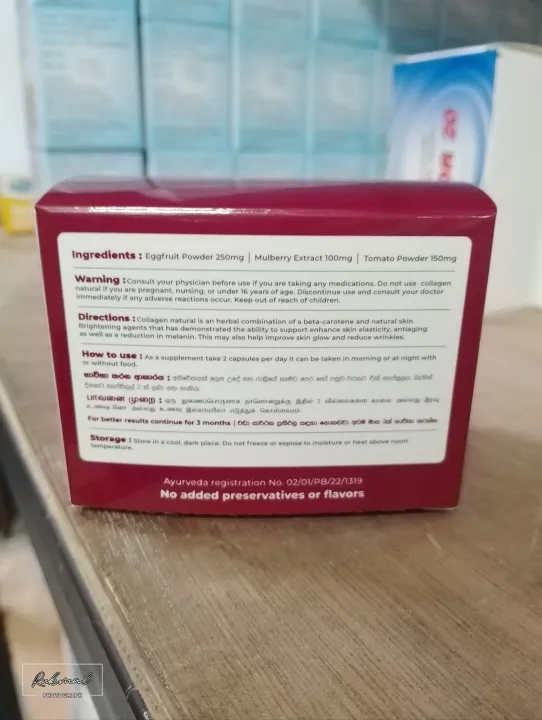 Ingredients : Eggfruit Powder 250mg | Mulberry Extract 100mg | Tomato Powder 150mg
Warning : Consult your physician before use if you are taking any medications. Do not use collagen
natural if you are pregnant, nursing, or under 16 years of age. Discontinue use and consult your doctor
immediately if any adverse reactions occur. Keep out of reach of children.
Directions : Collagen natural is an herbal combination of a beta-carotene and natural skin
Brightening agents that has demonstrated the ability to support enhance skin elasticity, antiaging
as well as a reduction in melanin. This may also help improve skin glow and reduce wrinkles.
How to use : As a supplement take 2 capsules per day it can be taken in morning or at night with
or without food.
භාවිතා කරන ආකාරය :
பாவனை முறை : ஒரு
For better results continue for 3 months |
Storage : Store in a cool, dark place. Do not freeze or expose to moisture or heat above room
temperature.
Ayurveda registration No. 02/01/PB/22/1319
No added preservatives or flavors
Rukmal
PHOTOGRAPH